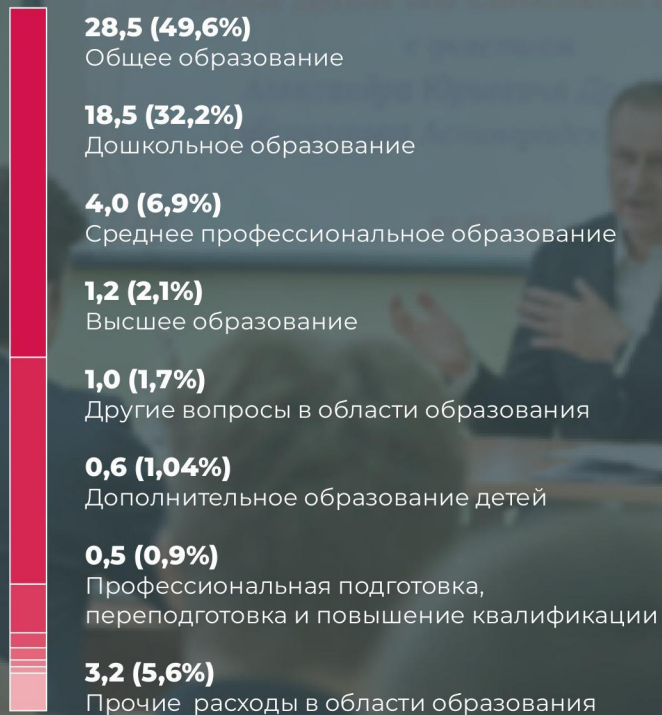 28,5 (49,6%)
Общее образование
18,5 (32,2%)
Дошкольное образование
4,0 (6,9%)
Среднее профессиональное образование
1,2 (2,1%)
Высшее образование
1,0 (1,7%)
Другие вопросы в области образования
0,6 (1,04%)
Дополнительное образование детей
0,5 (0,9%)
Профессиональная подготовка,
переподготовка и повышение квалификации
3,2 (5,6%)
Прочие расходы в области образования